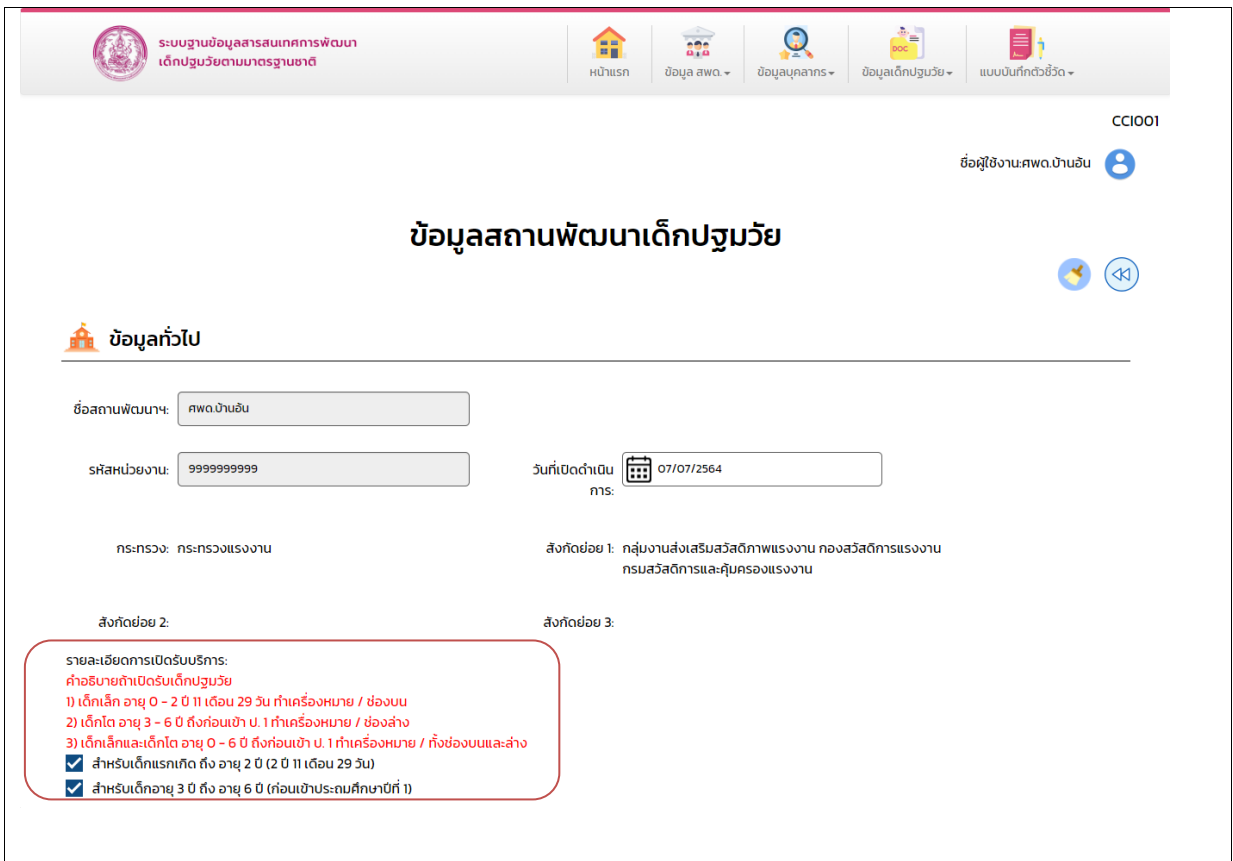 ระบบฐานข้อมูลสารสนเทศการพัฒนา
เด็กปฐมวัยตามมาตรฐานชาติ
หน้าแรก
ข้อมูล สพด.
ข้อมูลบุคลากร
DOC
ข้อมูลเด็กปฐมวัย
แบบบันทึกตัวชี้วัด
CCI001
ชื่อผู้ใช้งาน:ศพด.บ้านอ้น
ข้อมูลสถานพัฒนาเด็กปฐมวัย
ข้อมูลทั่วไป
ชื่อสถานพัฒนาฯ: ศพด.บ้านอ้น
รหัสหน่วยงาน: 9999999999
วันที่เปิดดำเนิน
การ:
07/07/2564
กระทรวง: กระทรวงแรงงาน
สังกัดย่อย 1: กลุ่มงานส่งเสริมสวัสดิภาพแรงงาน กองสวัสดิการแรงงาน
กรมสวัสดิการและคุ้มครองแรงงาน
สังกัดย่อย 2:
สังกัดย่อย 3:
รายละเอียดการเปิดรับบริการ:
คำอธิบายถ้าเปิดรับเด็กปฐมวัย
1) เด็กเล็ก อายุ 0 - 2 ปี 11 เดือน 29 วัน ทำเครื่องหมาย / ช่องบน
2) เด็กโต อายุ 3 - 6 ปี ถึงก่อนเข้า ป. 1 ทำเครื่องหมาย / ช่องล่าง
3) เด็กเล็กและเด็กโต อายุ 0 - 6 ปี ถึงก่อนเข้า ป. 1 ทำเครื่องหมาย / ทั้งช่องบนและล่าง
สำหรับเด็กแรกเกิด ถึง อายุ 2 ปี (2 ปี 11 เดือน 29 วัน)
สำหรับเด็กอายุ 3 ปี ถึง อายุ 6 ปี (ก่อนเข้าประถมศึกษาปีที่ 1)